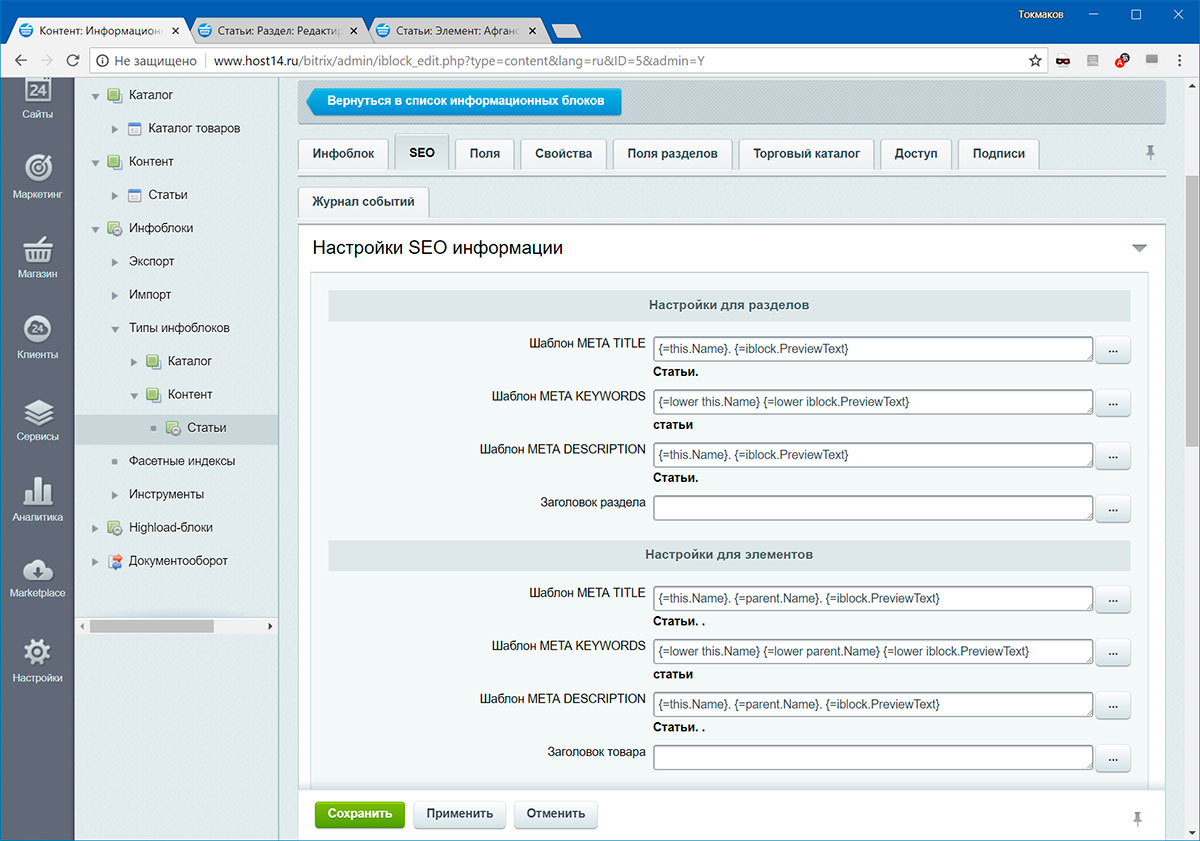 Токмаков
Контент: Информацион
Статьи: Раздел: Редакти
Статьи: Элемент: Афган
Не защищено
www.host14.ru/bitrix/admin/iblock_edit.php?type=content&lang=ru&ID=5&admin=Y
24
Сайты
Маркетинг
Магазин
24
Клиенты
Сервисы
Аналитика
Marketplace
Настройки
Каталог
Каталог товаров
Контент
Статьи
Инфоблоки
Экспорт
Импорт
Типы инфоблоков
Каталог
Контент
Статьи
Фасетные индексы
Инструменты
Highload-блоки
Документооборот
Вернуться в список информационных блоков
Инфоблок SEO Поля Свойства Поля разделов Торговый каталог Доступ Подписи
Журнал событий
Настройки SEO информации
Настройки для разделов
Шаблон META TITLE {=this.Name}. {=iblock.PreviewText} ...
Статьи.
Шаблон META KEYWORDS {=lower this.Name} {=lower iblock.PreviewText} ...
статьи
Шаблон META DESCRIPTION {=this.Name}. {=iblock.PreviewText} ...
Статьи.
Заголовок раздела ...
Настройки для элементов
Шаблон META TITLE {=this.Name}. {=parent.Name}. {=iblock.PreviewText} ...
Статьи. .
Шаблон META KEYWORDS {=lower this.Name} {=lower parent.Name} {=lower iblock.PreviewText} ...
статьи
Шаблон META DESCRIPTION {=this.Name}. {=parent.Name}. {=iblock.PreviewText} ...
Статьи. .
Заголовок товара ...
Сохранить Применить Отменить